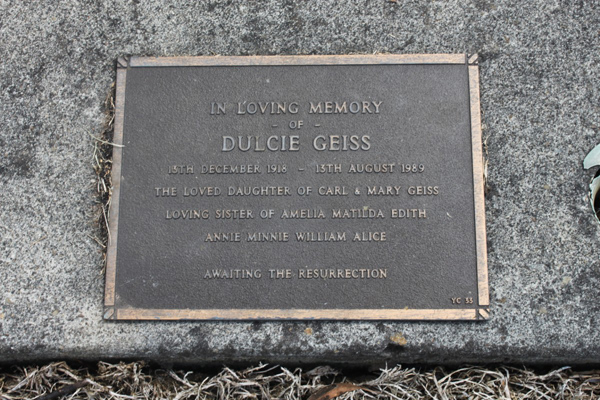 IN LOVING MEMORY
- OF -
DULCIE GEISS
13TH DECEMBER 1918 - 13TH AUGUST 1989
THE LOVED DAUGHTER OF CARL & MARY GEISS
LOVING SISTER OF AMELIA MATILDA EDITH
ANNIE MINNIE WILLIAM ALICE
AWAITING THE RESURRECTION
YC 53